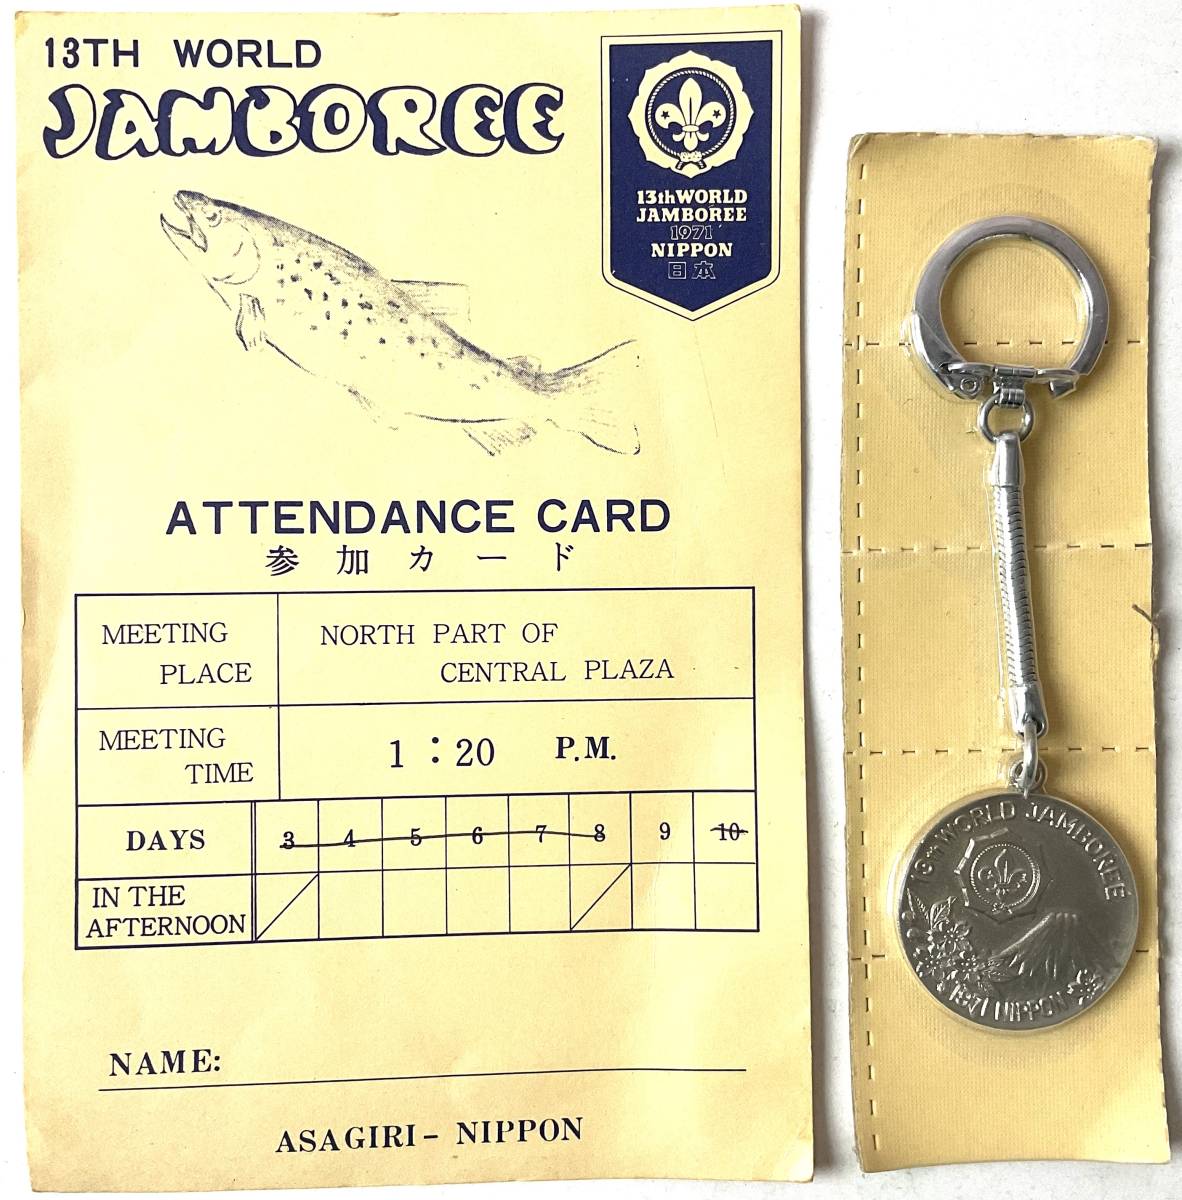 13TH WORLD
JAMBOREE
13th WORLD
JAMBOREE
1971
NIPPON
日本
ATTENDANCE CARD
参加カード
MEETING
PLACE
NORTH PART OF
CENTRAL PLAZA
MEETING
TIME
1:20 P.M.
DAYS 3 4 5 6 7 8 9 10
IN THE
AFTERNOON
NAME:
ASAGIRI - NIPPON
13TH WORLD JAMBOREE
1971 NIPPON